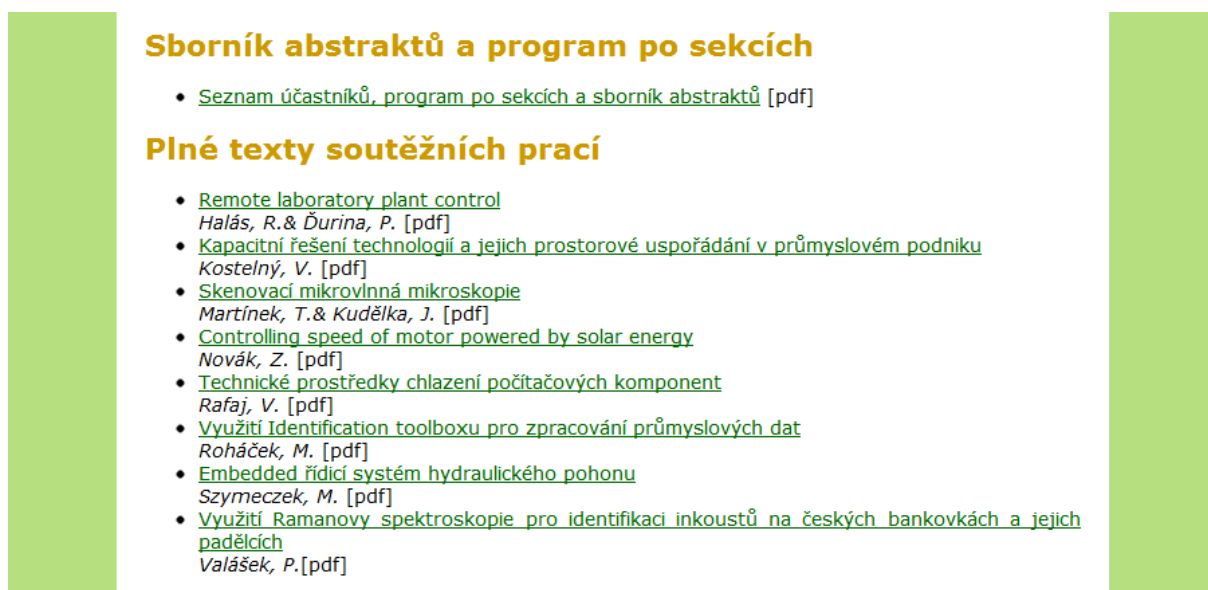 Sborník abstraktů a program po sekcích
Seznam účastníků, program po sekcích a sborník abstraktů [pdf]
Plné texty soutěžních prací
Remote laboratory plant control
Halás, R.& Ďurina, P. [pdf]
Kapacitní řešení technologií a jejich prostorové uspořádání v průmyslovém podniku
Kostelný, V. [pdf]
Skenovací mikrovlnná mikroskopie
Martínek, T.& Kudělka, J. [pdf]
Controlling speed of motor powered by solar energy
Novák, Z. [pdf]
Technické prostředky chlazení počítačových komponent
Rafaj, V. [pdf]
Využití Identification toolboxu pro zpracování průmyslových dat
Roháček, M. [pdf]
Embedded řídicí systém hydraulického pohonu
Szymeczek, M. [pdf]
Využití Ramanovy spektroskopie pro identifikaci inkoustů na českých bankovkách a jejich
padělcích
Valášek, P.[pdf]